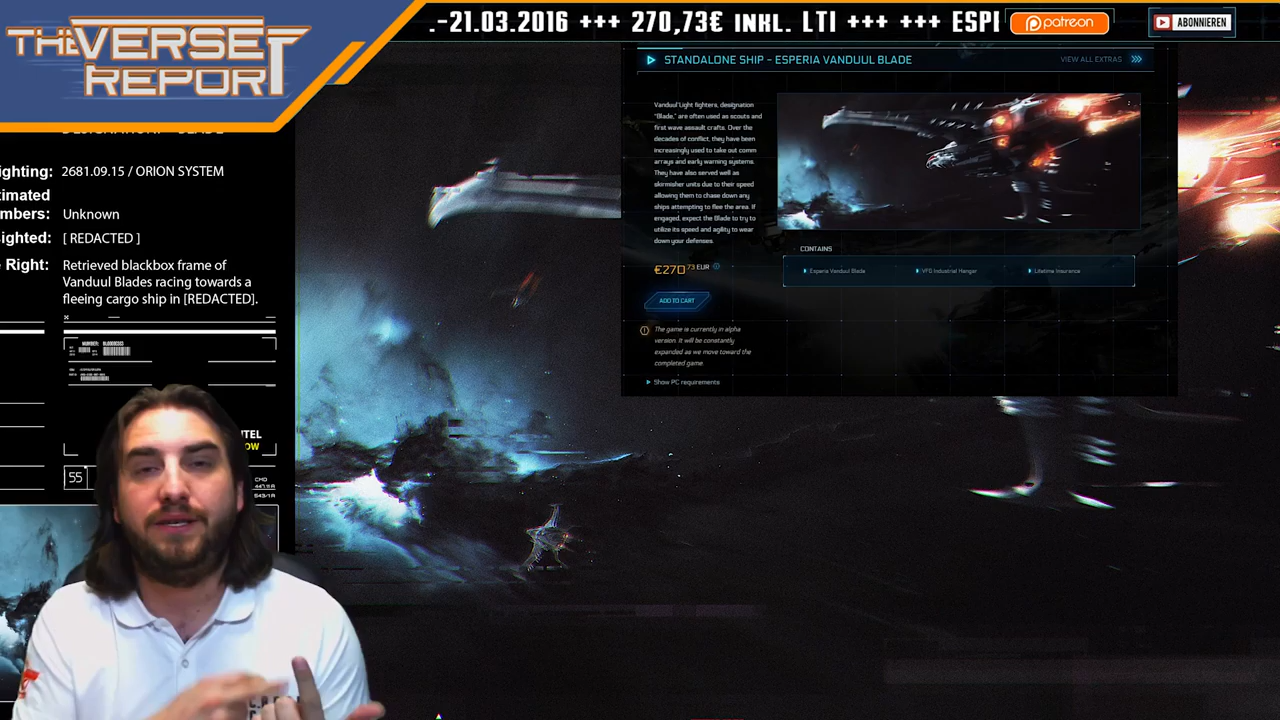 THE VERSE
REPORT
.-21.03.2016 +++ 270,73€ INKL. LTI +++ +++ ESPI
patreon
ABONNIEREN
STANDALONE SHIP - ESPERIA VANDUUL BLADE
VIEW ALL EXTRAS
Vanduul Light fighters, designation
"Blade," are often used as scouts and
first wave assault crafts. Over the
decades of conflict, they have been
increasingly used to take out comm
arrays and early warning systems.
They have also served well as
skirmisher units due to their speed
allowing them to chase down any
ships attempting to flee the area. If
engaged, expect the Blade to try to
utilize its speed and agility to wear
down your defenses.
€270.73 EUR
ADD TO CART
The game is currently in alpha
version. It will be constantly
expanded as we move toward the
completed game.
Show PC requirements
CONTAINS
Esperia Vanduul Blade
VFG Industrial Hangar
Lifetime Insurance
ighting: 2681.09.15 / ORION SYSTEM
ximated
mbers: Unknown
ighted: [ REDACTED ]
e Right: Retrieved blackbox frame of
Vanduul Blades racing towards a
fleeing cargo ship in [REDACTED].
NTEL
OW
55